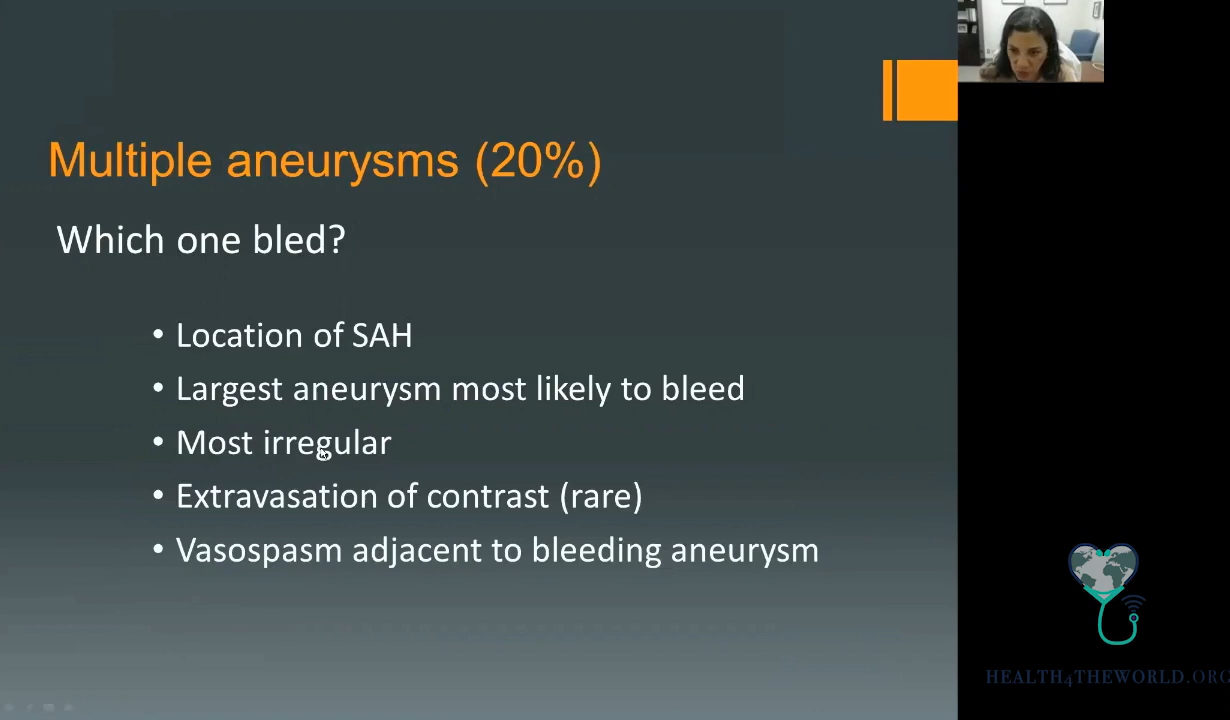 Multiple aneurysms (20%)
Which one bled?
• Location of SAH
• Largest aneurysm most likely to bleed
• Most irregular
• Extravasation of contrast (rare)
• Vasospasm adjacent to bleeding aneurysm
HEALTH4THEWORLD.ORG